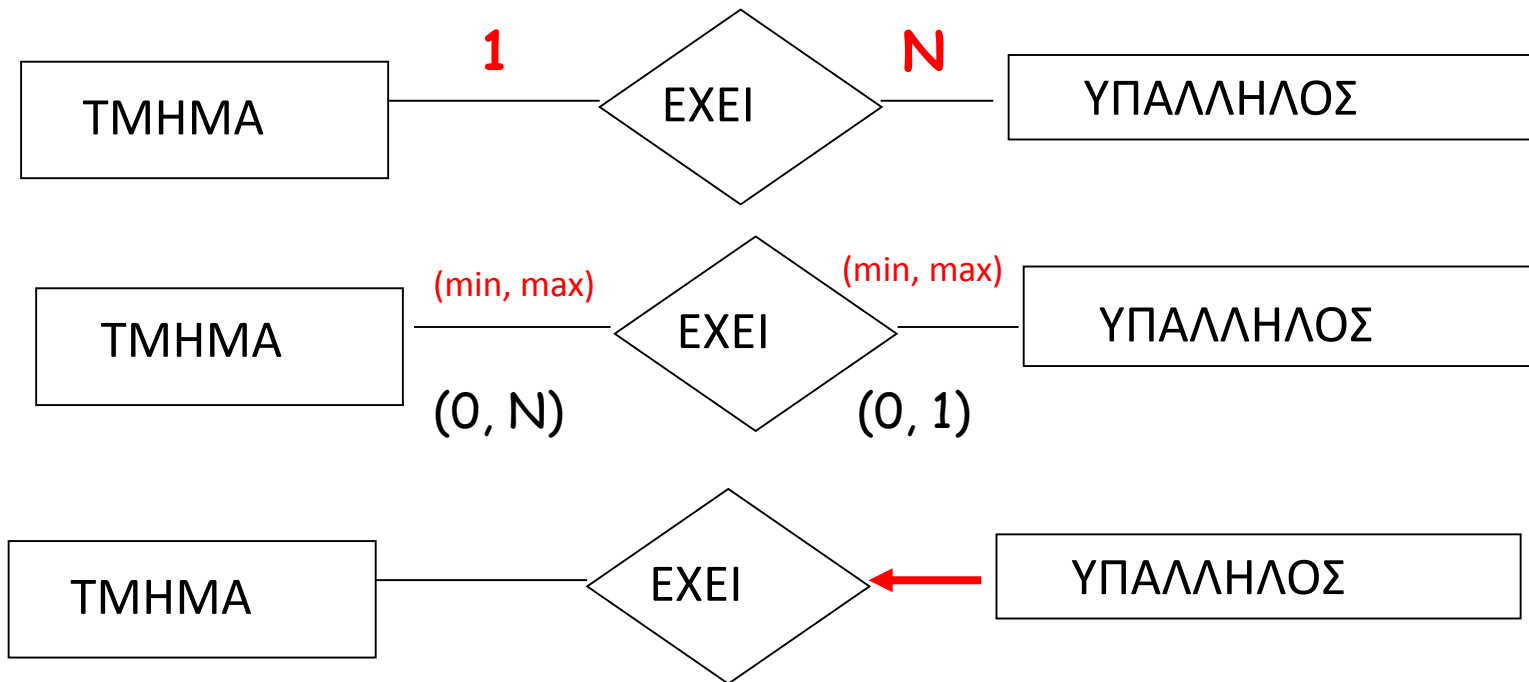 1 N
ΤΜΗΜΑ ΕΧΕΙ ΥΠΑΛΛΗΛΟΣ
(min, max) (min, max)
ΤΜΗΜΑ ΕΧΕΙ ΥΠΑΛΛΗΛΟΣ
(0, N) (0, 1)
ΤΜΗΜΑ ΕΧΕΙ ΥΠΑΛΛΗΛΟΣ